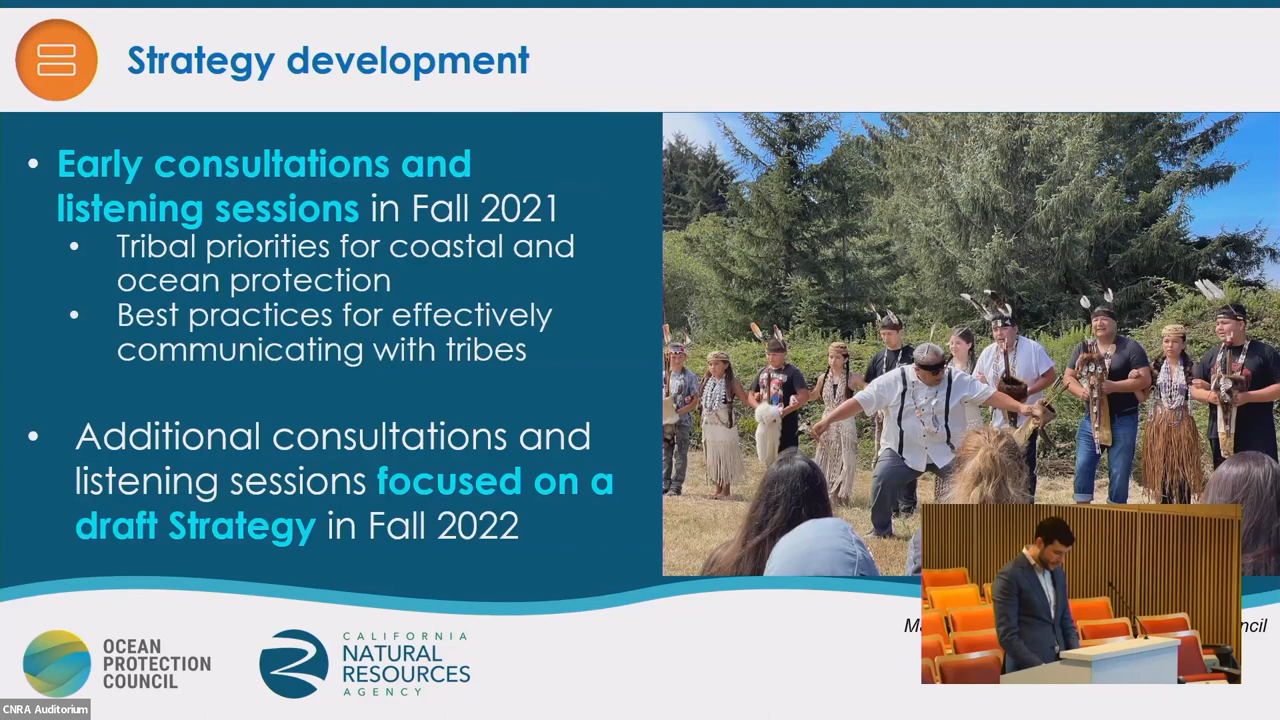 Strategy development
• Early consultations and
listening sessions in Fall 2021
• Tribal priorities for coastal and
ocean protection
• Best practices for effectively
communicating with tribes
• Additional consultations and
listening sessions focused on a
draft Strategy in Fall 2022
OCEAN
PROTECTION
COUNCIL
CALIFORNIA
NATURAL
RESOURCES
AGENCY
CNRA Auditorium